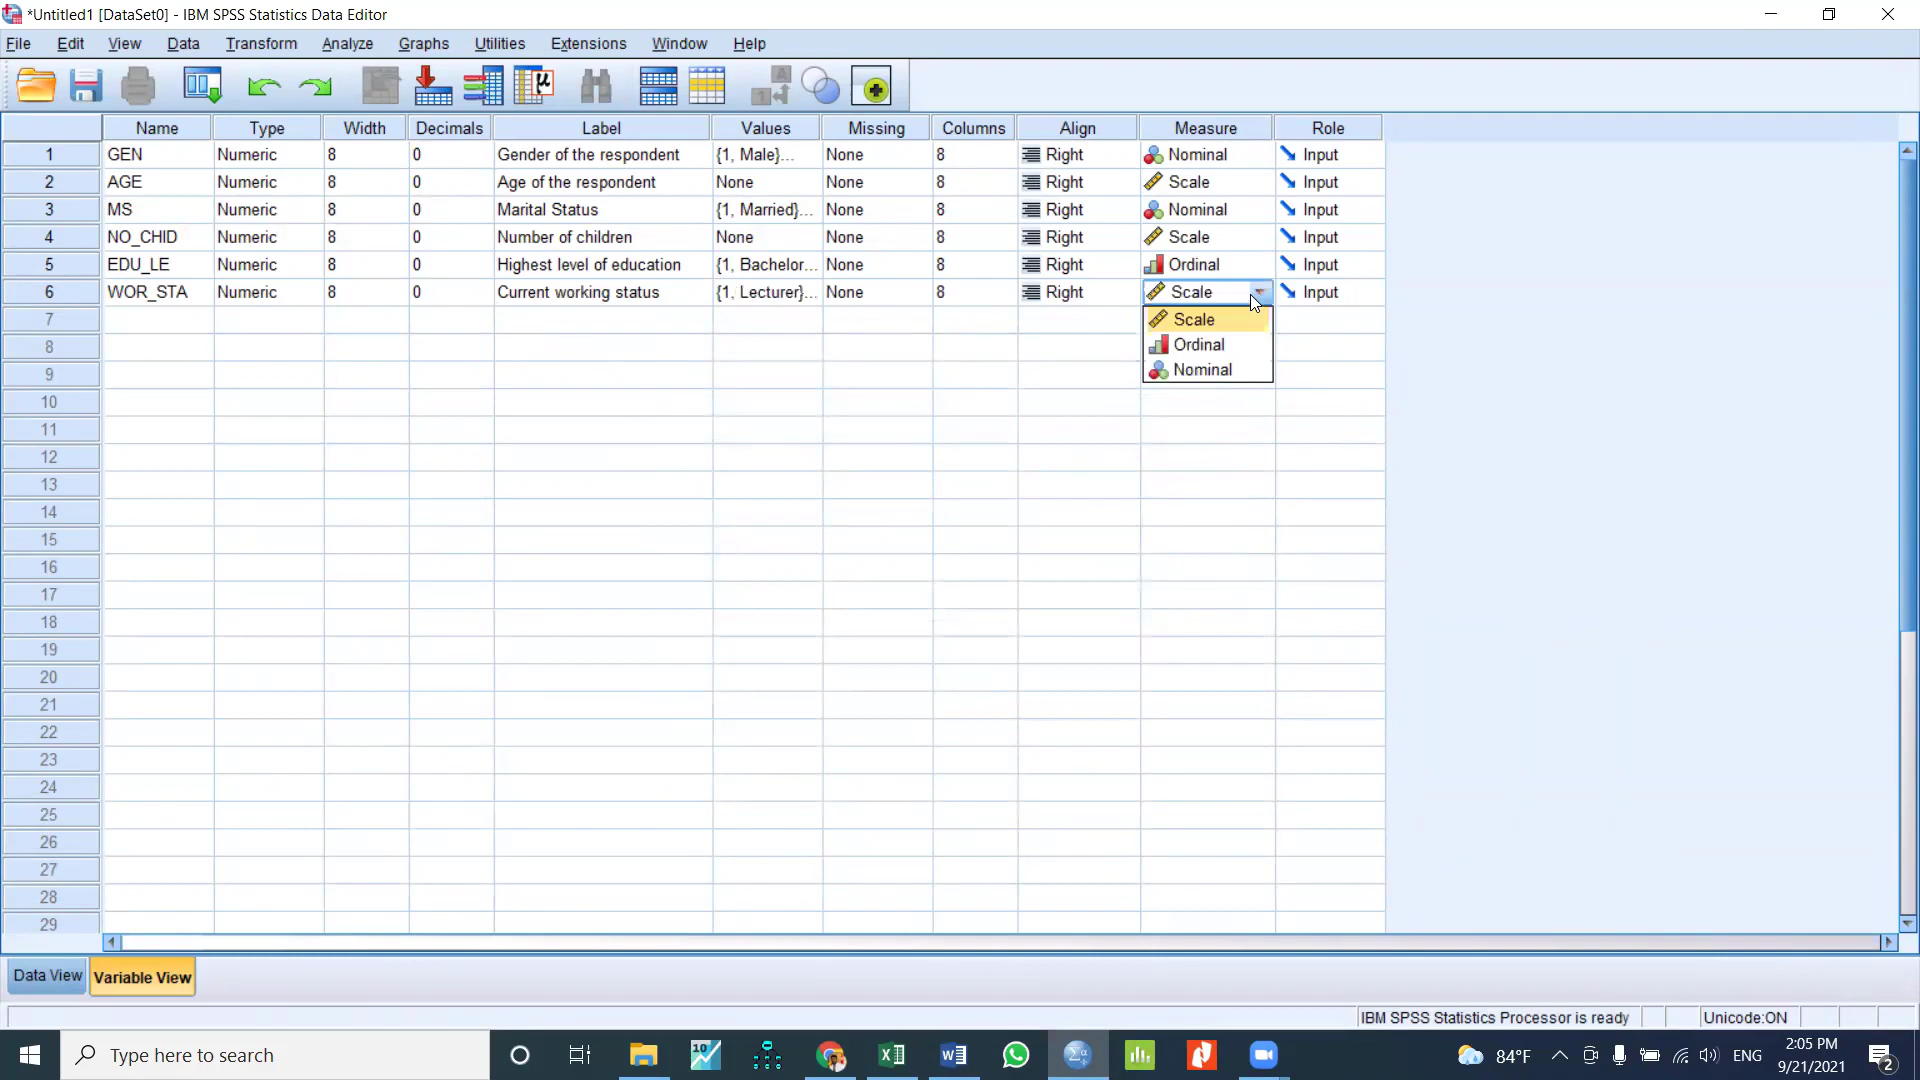 *Untitled1 [DataSet0] - IBM SPSS Statistics Data Editor
File Edit View Data Transform Analyze Graphs Utilities Extensions Window Help
Name Type Width Decimals Label Values Missing Columns Align Measure Role
1 GEN Numeric 8 0 Gender of the respondent {1, Male}... None 8 Right Nominal Input
2 AGE Numeric 8 0 Age of the respondent None None 8 Right Scale Input
3 MS Numeric 8 0 Marital Status {1, Married}... None 8 Right Nominal Input
4 NO_CHID Numeric 8 0 Number of children None None 8 Right Scale Input
5 EDU_LE Numeric 8 0 Highest level of education {1, Bachelor... None 8 Right Ordinal Input
6 WOR_STA Numeric 8 0 Current working status {1, Lecturer}... None 8 Right Scale Input
7 Scale
8 Ordinal
9 Nominal
10
11
12
13
14
15
16
17
18
19
20
21
22
23
24
25
26
27
28
29
Data View Variable View
IBM SPSS Statistics Processor is ready Unicode:ON
Type here to search 84°F ENG 2:05 PM
9/21/2021 2